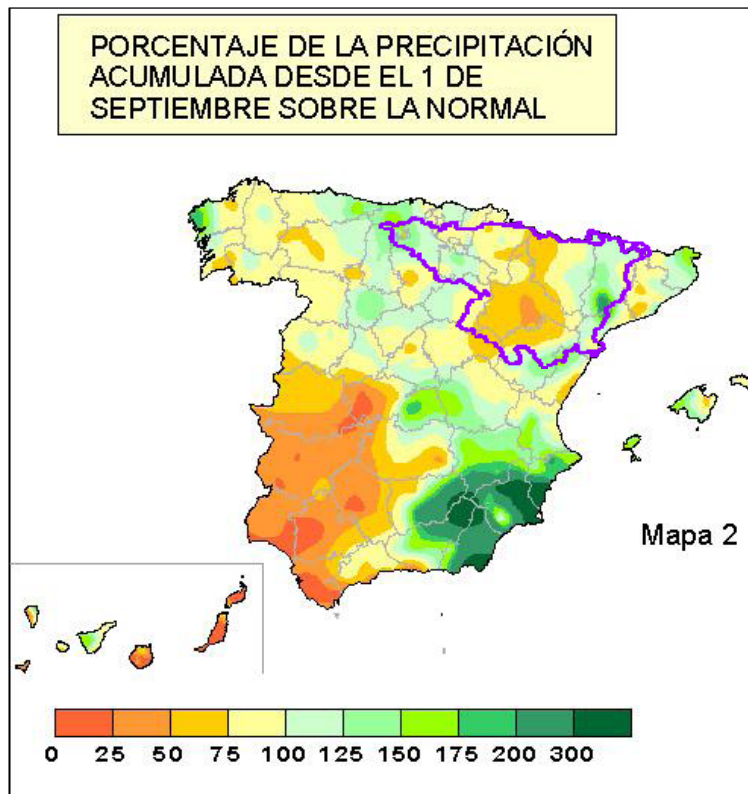 PORCENTAJE DE LA PRECIPITACIÓN
ACUMULADA DESDE EL 1 DE
SEPTIEMBRE SOBRE LA NORMAL
Mapa 2
0 25 50 75 100 125 150 175 200 300